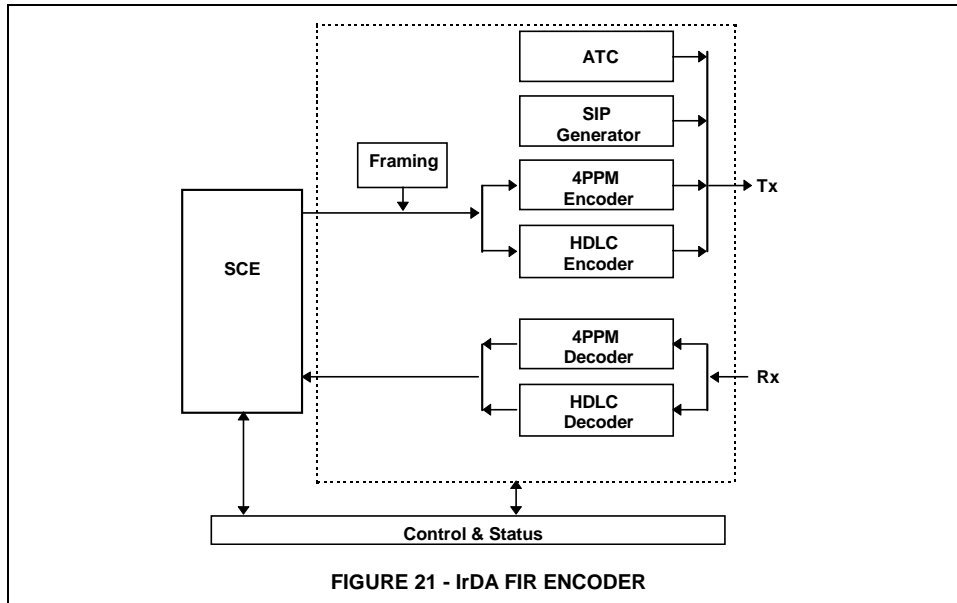 ATC
SIP
Generator
Framing
4PPM
Encoder
Tx
HDLC
Encoder
SCE
4PPM
Decoder
Rx
HDLC
Decoder
Control & Status
FIGURE 21 - IrDA FIR ENCODER